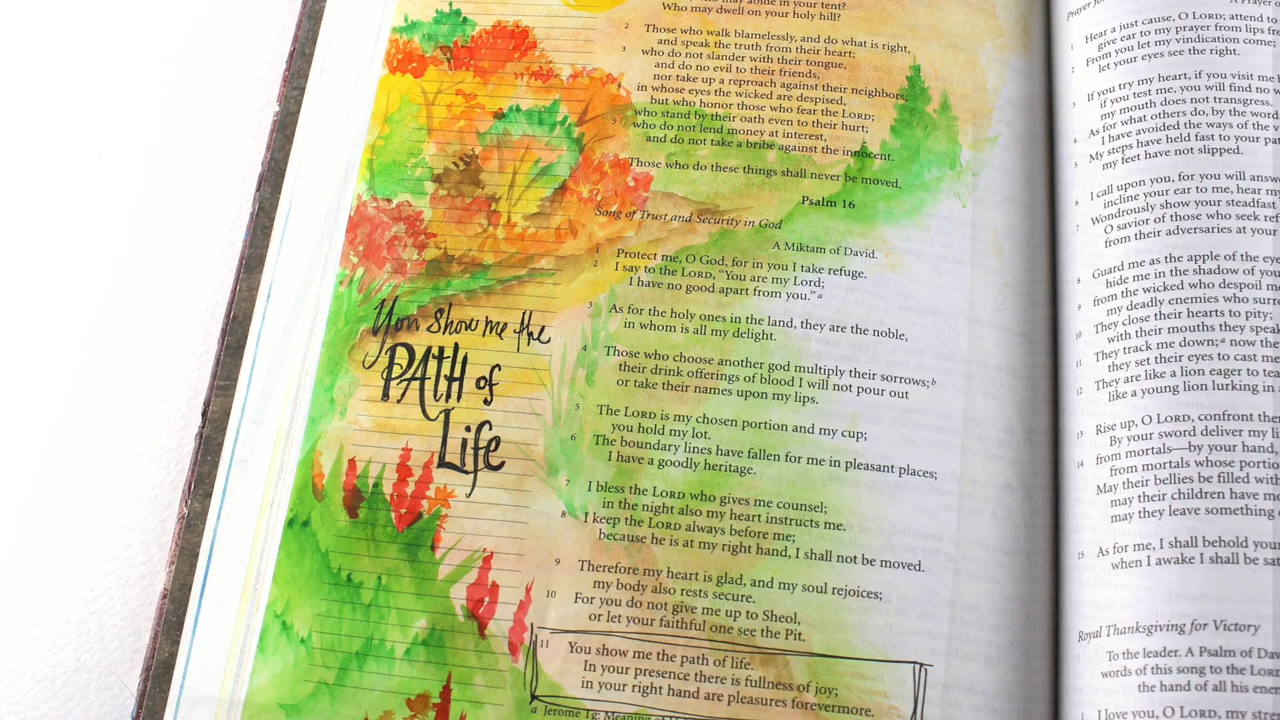 may abide in your tent?
Who may dwell on your holy hill?
2 Those who walk blamelessly, and do what is right,
and speak the truth from their heart;
3 who do not slander with their tongue,
and do no evil to their friends,
nor take up a reproach against their neighbors;
in whose eyes the wicked are despised,
but who honor those who fear the LORD;
who stand by their oath even to their hurt;
5 who do not lend money at interest,
and do not take a bribe against the innocent.
Those who do these things shall never be moved.
Psalm 16
Song of Trust and Security in God
A Miktam of David.
1 Protect me, O God, for in you I take refuge.
2 I say to the LORD, “You are my Lord;
I have no good apart from you.” a
3 As for the holy ones in the land, they are the noble,
in whom is all my delight.
4 Those who choose another god multiply their sorrows; b
their drink offerings of blood I will not pour out
or take their names upon my lips.
5 The LORD is my chosen portion and my cup;
you hold my lot.
6 The boundary lines have fallen for me in pleasant places;
I have a goodly heritage.
7 I bless the LORD who gives me counsel;
in the night also my heart instructs me.
8 I keep the LORD always before me;
because he is at my right hand, I shall not be moved.
9 Therefore my heart is glad, and my soul rejoices;
my body also rests secure.
10 For you do not give me up to Sheol,
or let your faithful one see the Pit.
11 You show me the path of life.
In your presence there is fullness of joy;
in your right hand are pleasures forevermore.
a Jerome Tg: Meaning of
You show me the
PATH of
Life
A Prayer
1 Hear a just cause, O LORD; attend to
give ear to my prayer from lips
2 From you let my vindication come;
let your eyes see the right.
3 If you try my heart, if you visit me
if you test me, you will find no
my mouth does not transgress.
4 As for what others do, by the word
I have avoided the ways of the
5 My steps have held fast to your
my feet have not slipped.
6 I call upon you, for you will
incline your ear to me, hear
7 Wondrously show your steadfast
O savior of those who seek
from their adversaries at your
8 Guard me as the apple of the eye
hide me in the shadow of
9 from the wicked who despoil
my deadly enemies who
10 They close their hearts to pity;
with their mouths they
11 They track me down; a now
they set their eyes to cast
12 They are like a lion eager to
like a young lion lurking in
13 Rise up, O LORD, confront
By your sword deliver my
14 from mortals—by your hand,
from mortals whose
May their bellies be filled
may their children have
may they leave something
15 As for me, I shall behold
when I awake I shall be
Royal Thanksgiving for Victory
To the leader. A Psalm of
words of this song to the
the hand of all his
1 I love you, O LORD, my